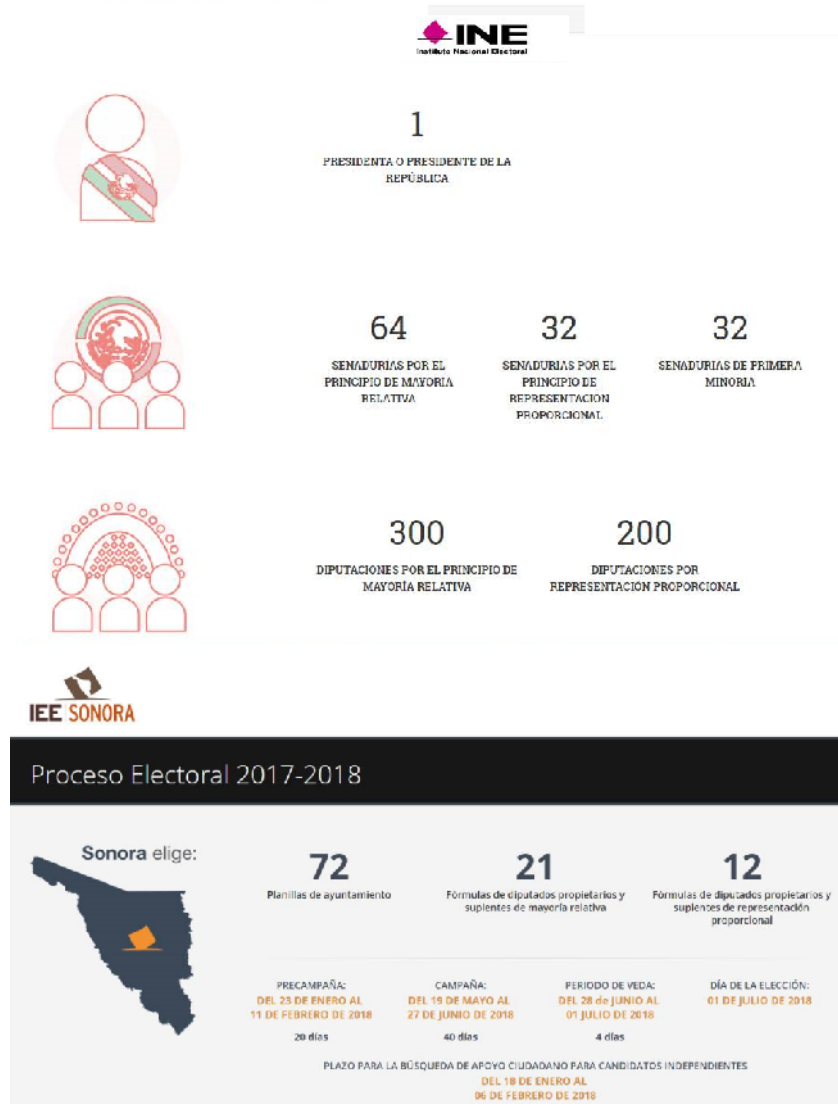 INE
Instituto Nacional Electoral
1
PRESIDENTA O PRESIDENTE DE LA
REPÚBLICA
64
SENADURIAS POR EL
PRINCIPIO DE MAYORIA
RELATIVA
32
SENADURIAS POR EL
PRINCIPIO DE
REPRESENTACION
PROPORCIONAL
32
SENADURIAS DE PRIMERA
MINORIA
300
DIPUTACIONES POR EL PRINCIPIO DE
MAYORÍA RELATIVA
200
DIPUTACIONES POR
REPRESENTACIÓN PROPORCIONAL
IEE SONORA
Proceso Electoral 2017-2018
Sonora elige:
72
Planillas de ayuntamiento
21
Fórmulas de diputados propietarios y
suplentes de mayoría relativa
12
Fórmulas de diputados propietarios y
suplentes de representación
proporcional
PRECAMPAÑA:
DEL 23 DE ENERO AL
11 DE FEBRERO DE 2018
20 días
CAMPAÑA:
DEL 19 DE MAYO AL
27 DE JUNIO DE 2018
40 días
PERIODO DE VEDA:
DEL 28 de JUNIO AL
01 JULIO DE 2018
4 días
DÍA DE LA ELECCIÓN:
01 DE JULIO DE 2018
PLAZO PARA LA BÚSQUEDA DE APOYO CIUDADANO PARA CANDIDATOS INDEPENDIENTES
DEL 18 DE ENERO AL
06 DE FEBRERO DE 2018